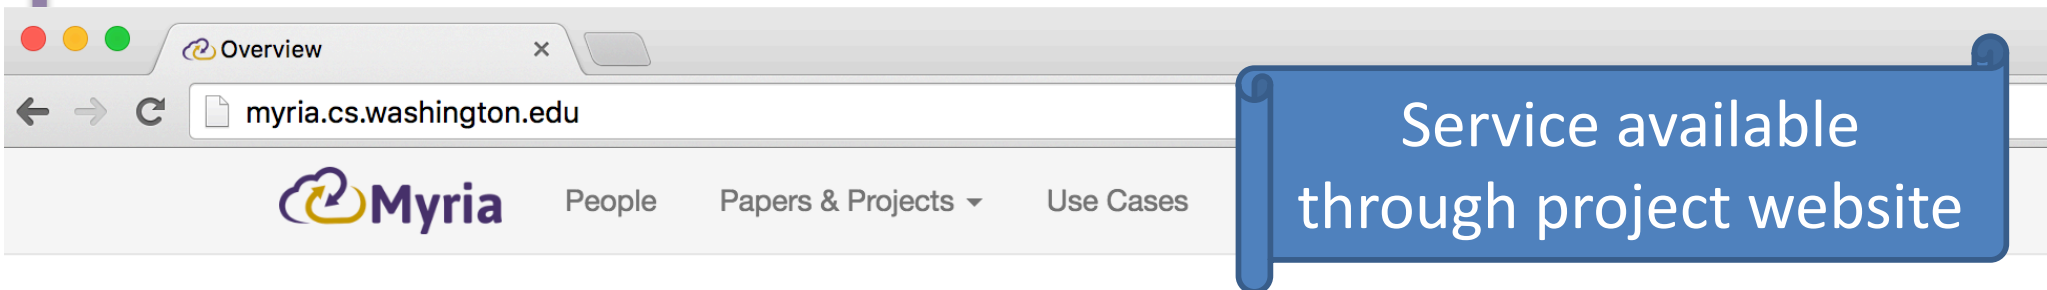 Overview
myria.cs.washington.edu
Myria People Papers & Projects Use Cases
Service available
through project website